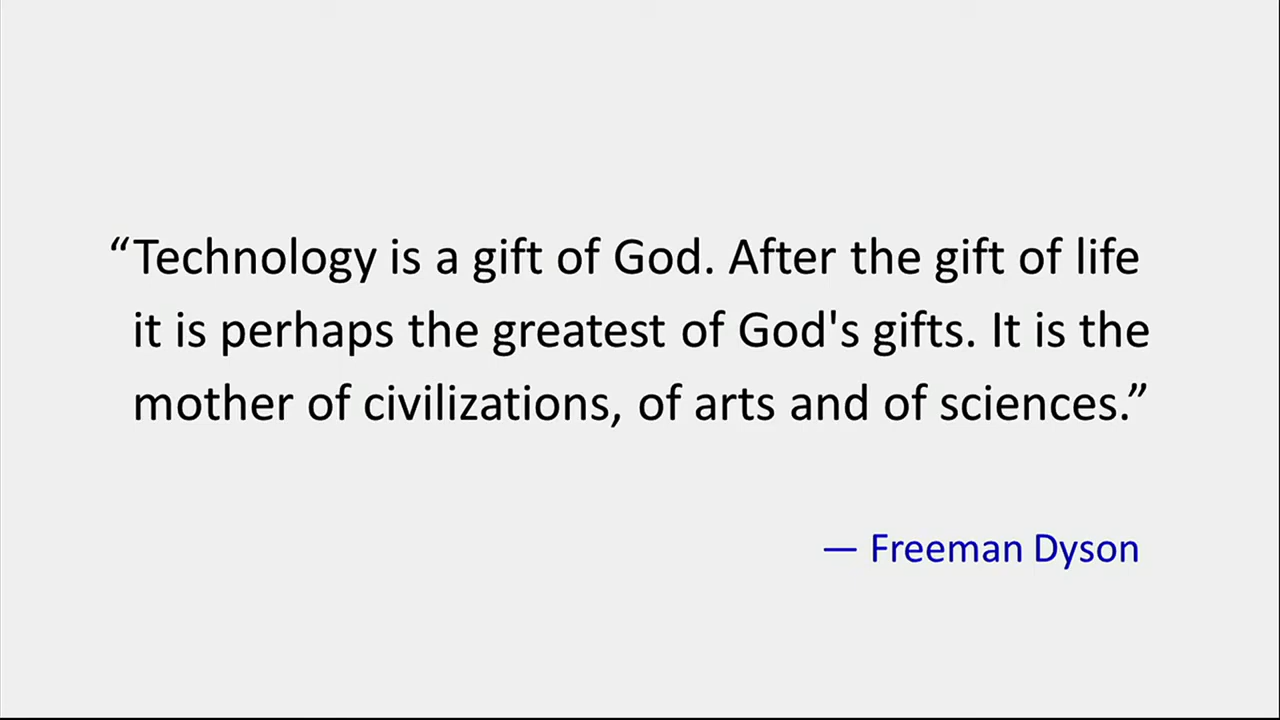 “Technology is a gift of God. After the gift of life
it is perhaps the greatest of God's gifts. It is the
mother of civilizations, of arts and of sciences.”
— Freeman Dyson